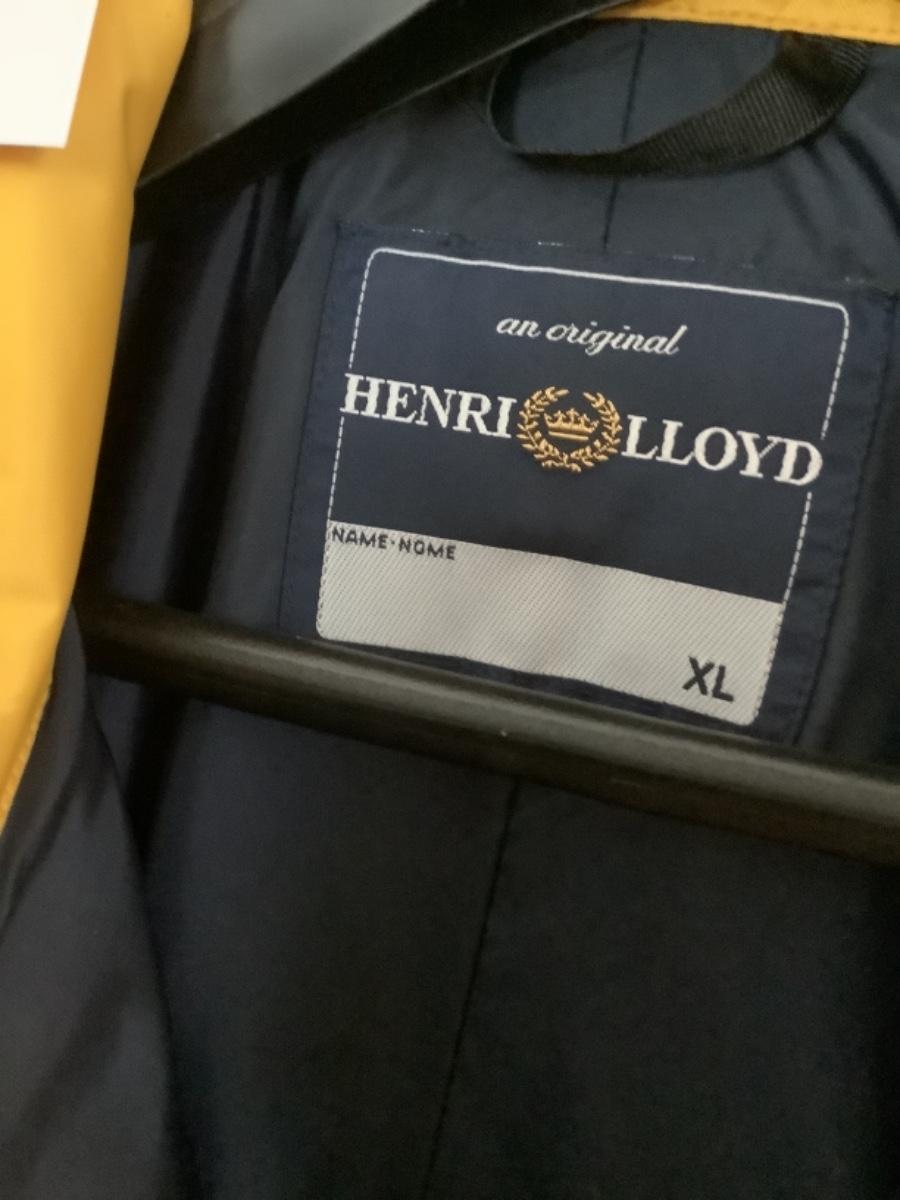 an original
HENRI LLOYD
NAME·NOME
XL